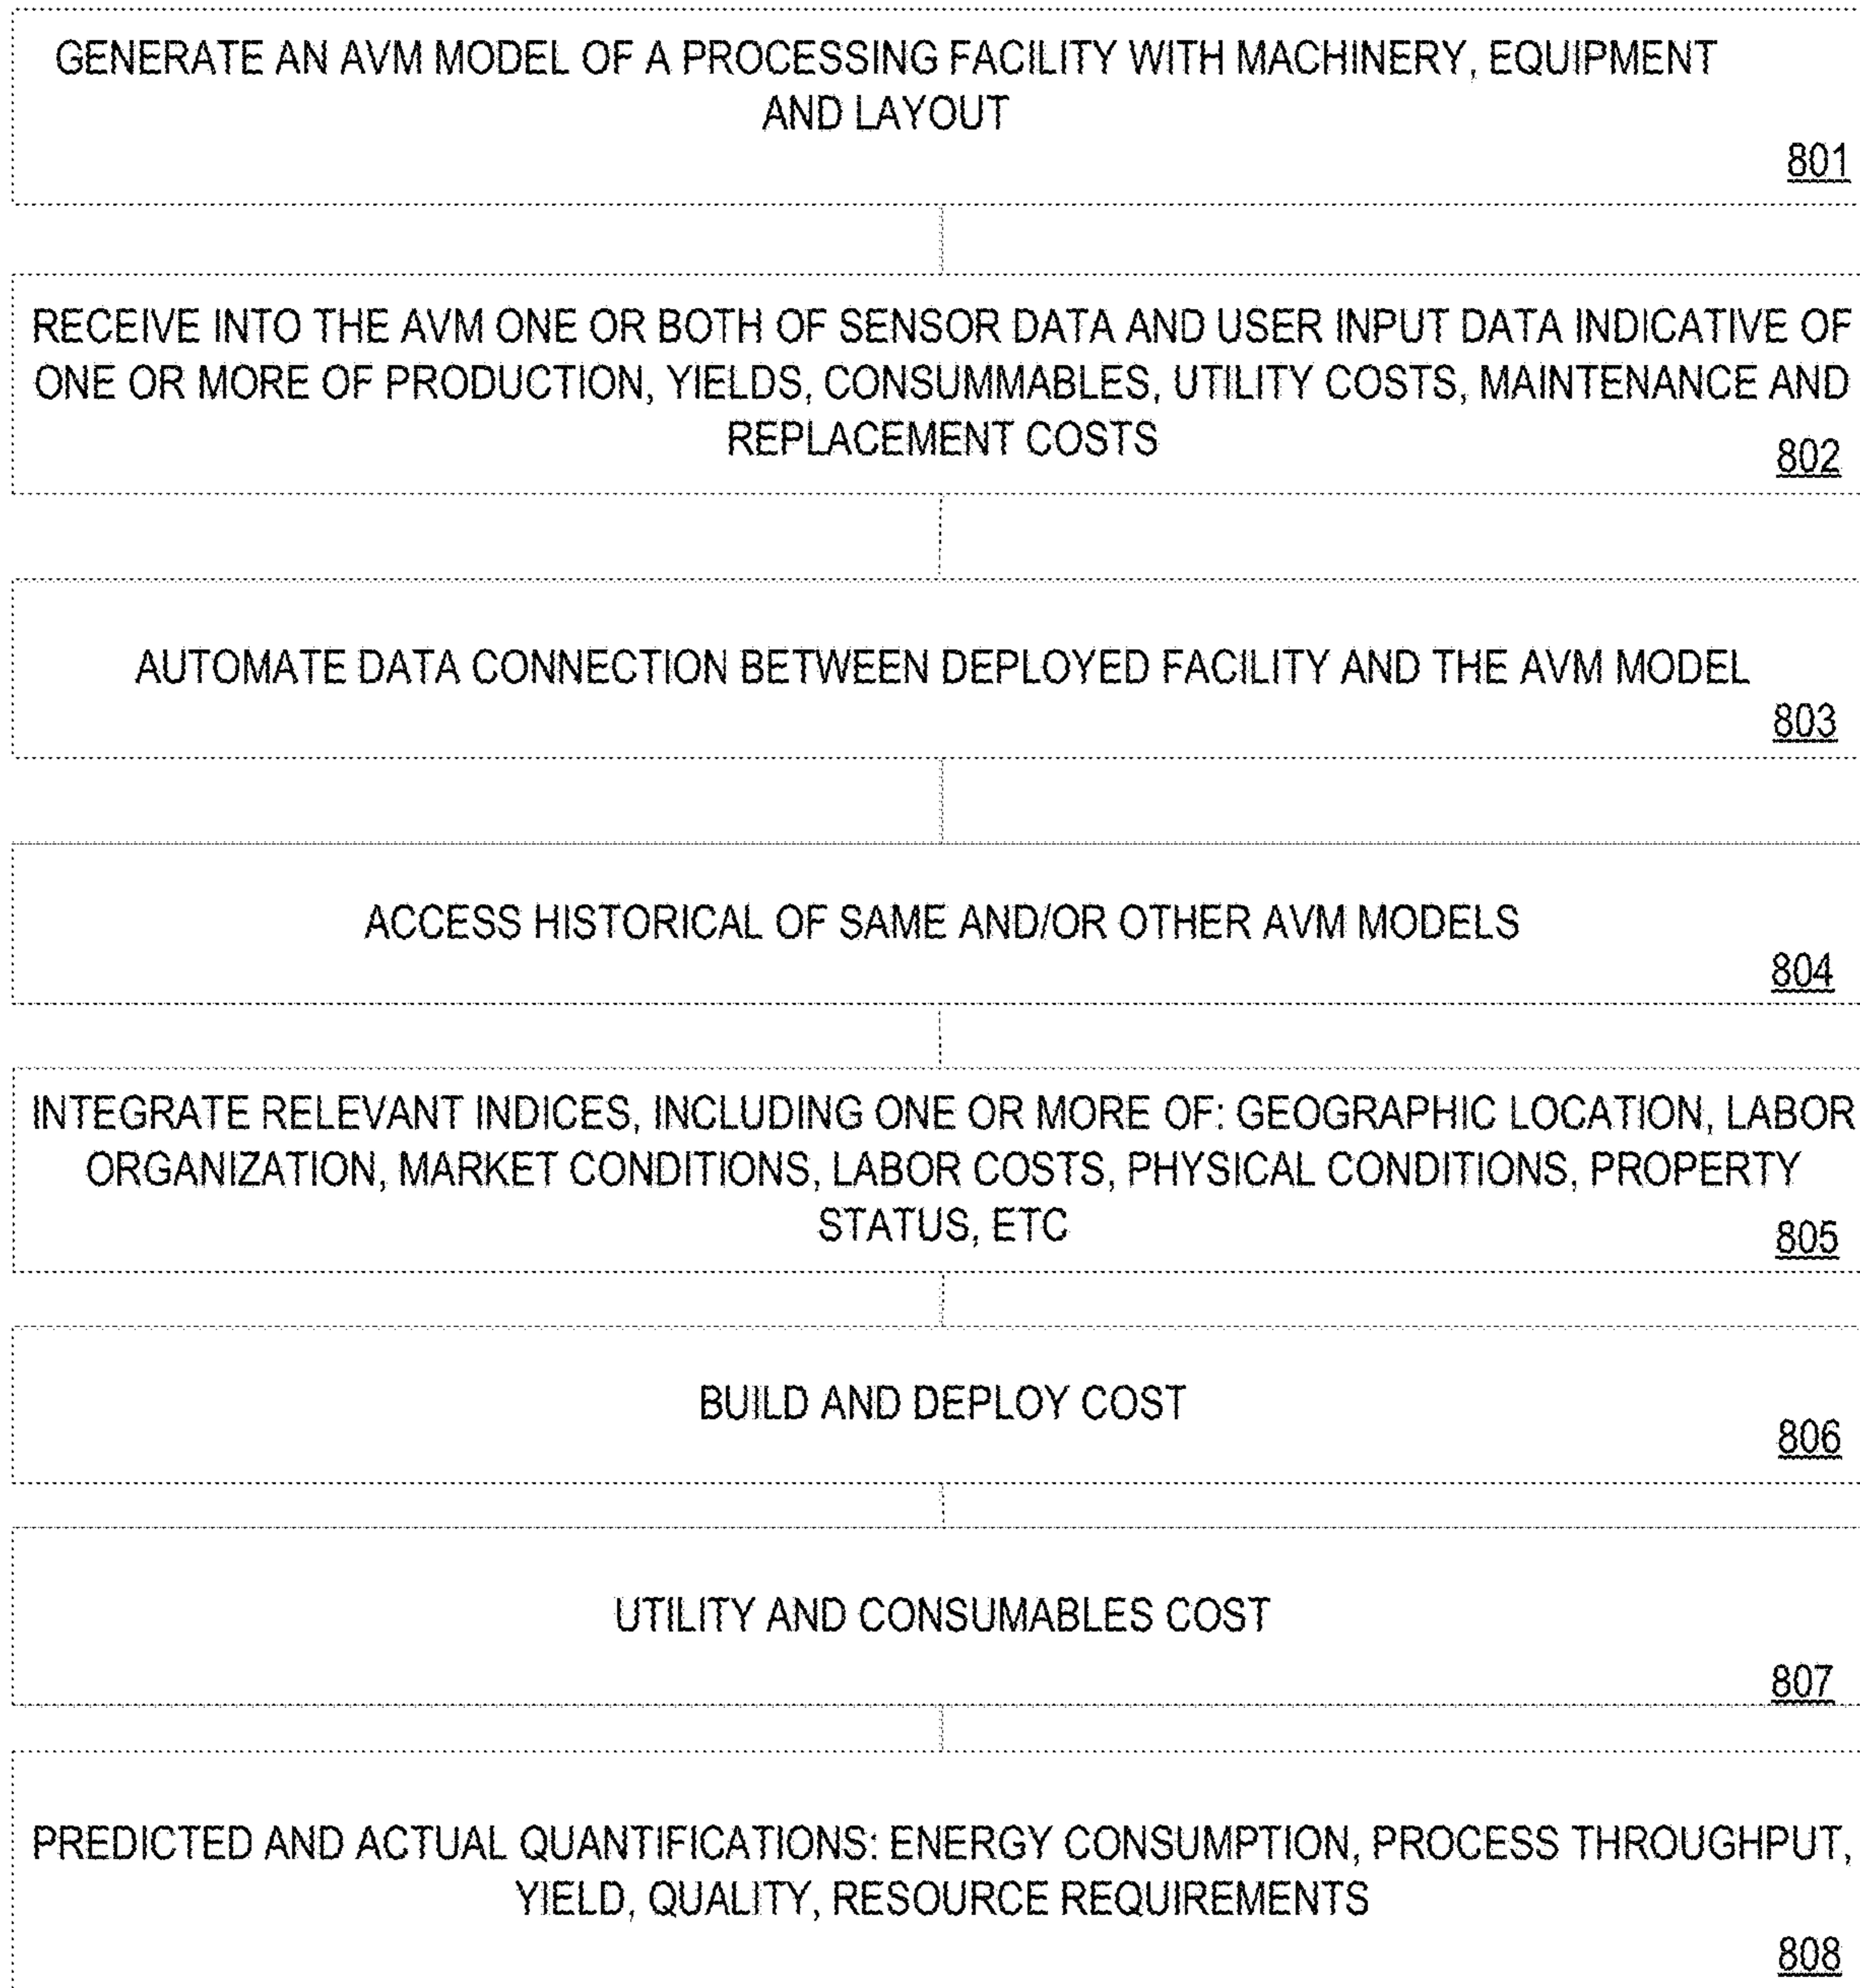 GENERATE AN AVM MODEL OF A PROCESSING FACILITY WITH MACHINERY, EQUIPMENT
AND LAYOUT
801
RECEIVE INTO THE AVM ONE OR BOTH OF SENSOR DATA AND USER INPUT DATA INDICATIVE OF
ONE OR MORE OF PRODUCTION, YIELDS, CONSUMMABLES, UTILITY COSTS, MAINTENANCE AND
REPLACEMENT COSTS
802
AUTOMATE DATA CONNECTION BETWEEN DEPLOYED FACILITY AND THE AVM MODEL
803
ACCESS HISTORICAL OF SAME AND/OR OTHER AVM MODELS
804
INTEGRATE RELEVANT INDICES, INCLUDING ONE OR MORE OF: GEOGRAPHIC LOCATION, LABOR
ORGANIZATION, MARKET CONDITIONS, LABOR COSTS, PHYSICAL CONDITIONS, PROPERTY
STATUS, ETC
805
BUILD AND DEPLOY COST
806
UTILITY AND CONSUMABLES COST
807
PREDICTED AND ACTUAL QUANTIFICATIONS: ENERGY CONSUMPTION, PROCESS THROUGHPUT,
YIELD, QUALITY, RESOURCE REQUIREMENTS
808